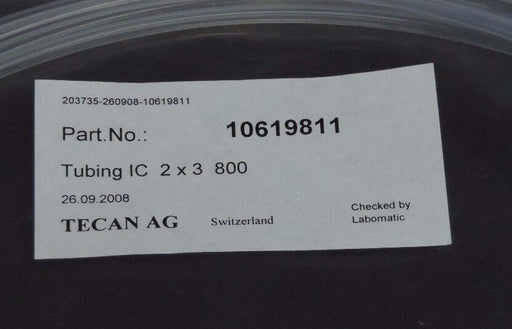 203735-260908-10619811
Part.No.: 10619811
Tubing IC 2 x 3 800
26.09.2008
TECAN AG Switzerland
Checked by
Labomatic